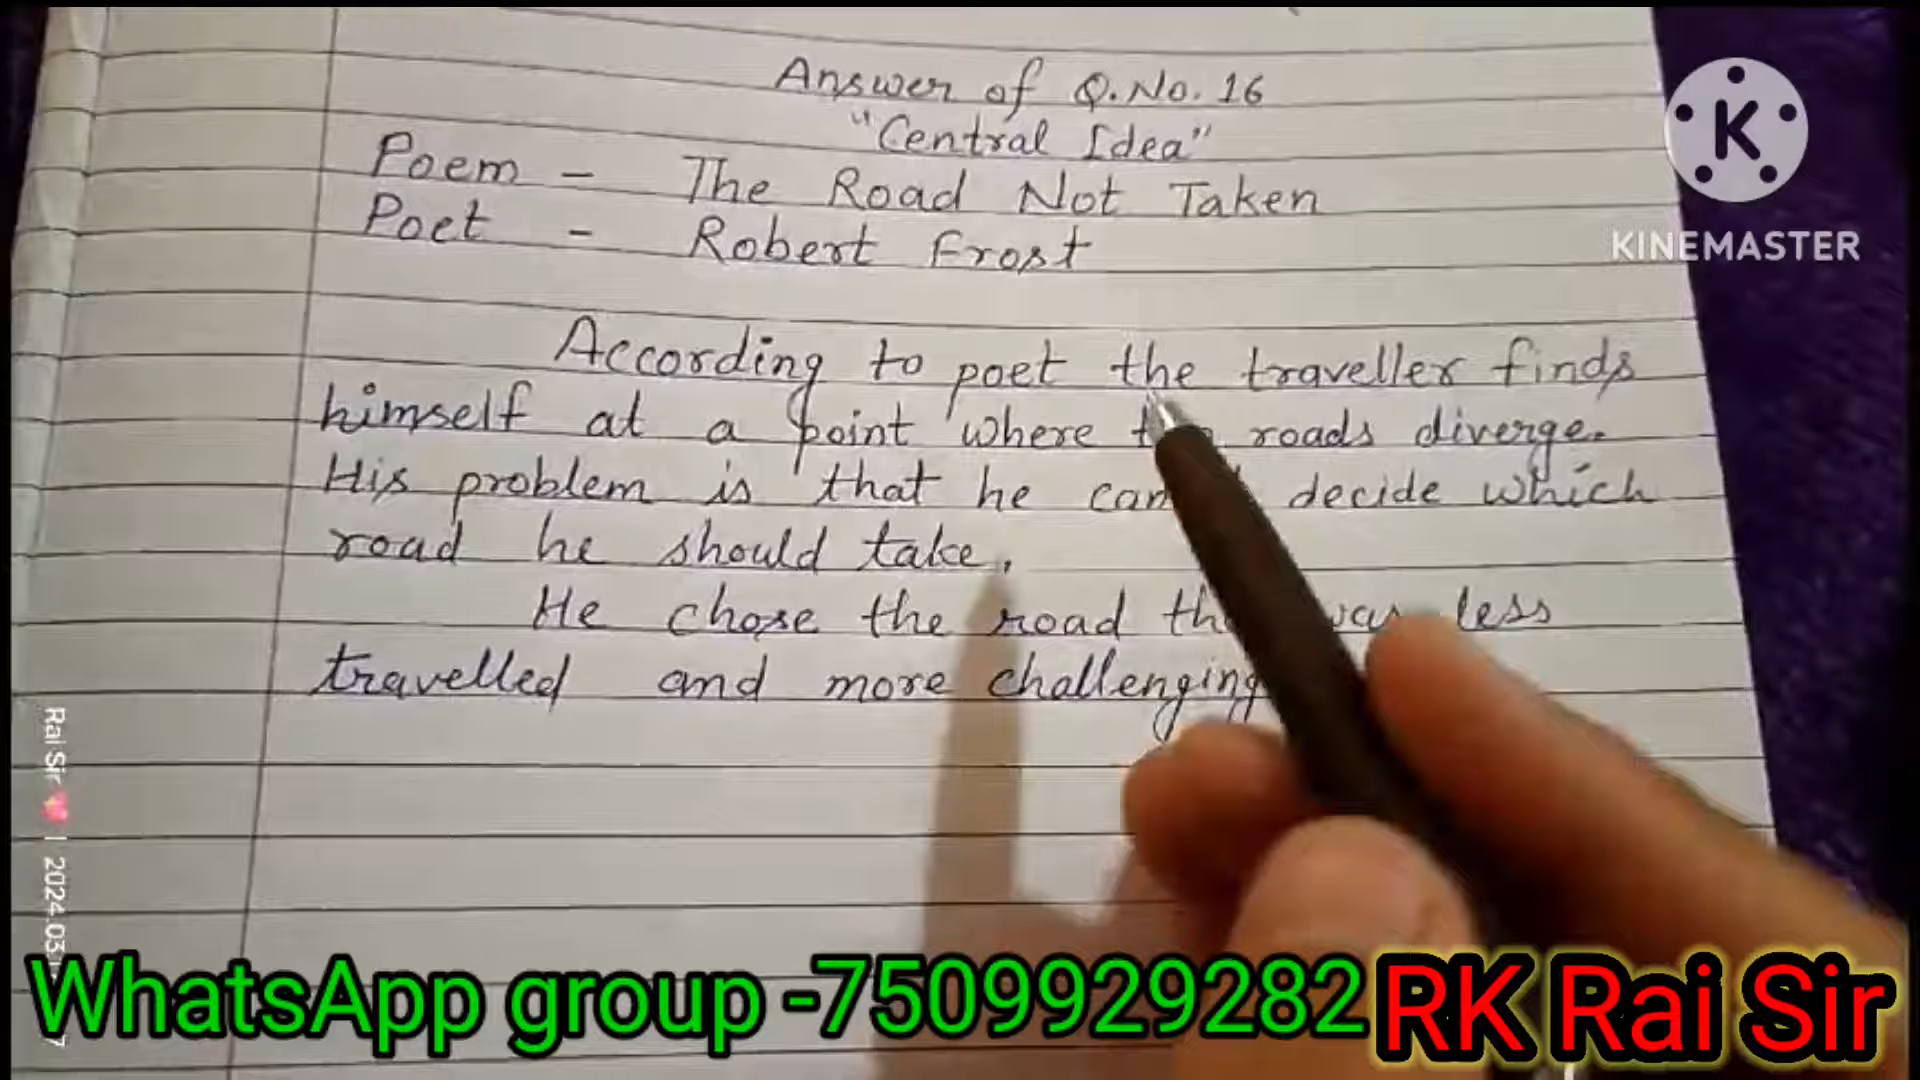 Answer of Q.No. 16
"Central Idea"
Poem - The Road Not Taken
Poet - Robert Frost
According to poet the traveller finds
himself at a point where roads diverge.
His problem is that he decide which
road he should take.
He chose the road was less
travelled and more challenging
K
KINEMASTER
Rai Sir
WhatsApp group -7509929282 RK Rai Sir